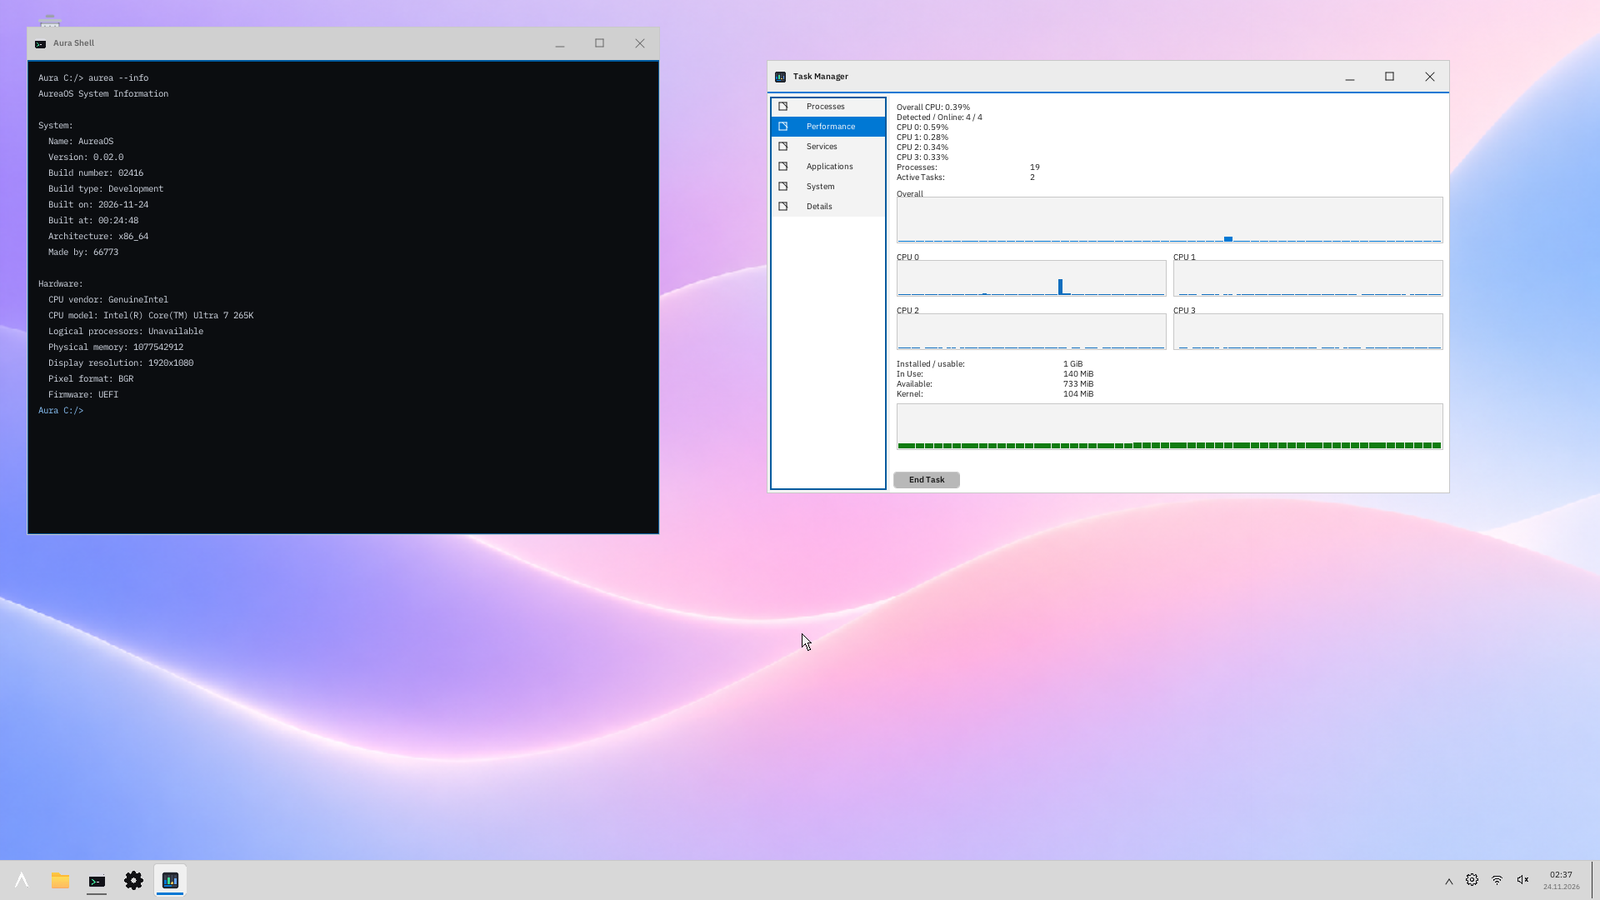 Aura Shell
Aura C:/> aurea --info
AureaOS System Information
System:
Name: AureaOS
Version: 0.02.0
Build number: 02416
Build type: Development
Built on: 2026-11-24
Built at: 00:24:48
Architecture: x86_64
Made by: 66773
Hardware:
CPU vendor: GenuineIntel
CPU model: Intel(R) Core(TM) Ultra 7 265K
Logical processors: Unavailable
Physical memory: 1077542912
Display resolution: 1920x1080
Pixel format: BGR
Firmware: UEFI
Aura C:/>
Task Manager
Processes
Performance
Services
Applications
System
Details
Overall CPU: 0.39%
Detected / Online: 4 / 4
CPU 0: 0.59%
CPU 1: 0.28%
CPU 2: 0.34%
CPU 3: 0.33%
Processes: 19
Active Tasks: 2
Overall
CPU 0
CPU 1
CPU 2
CPU 3
Installed / usable: 1 GiB
In Use: 140 MiB
Available: 733 MiB
Kernel: 104 MiB
End Task
02:37
24.11.2026